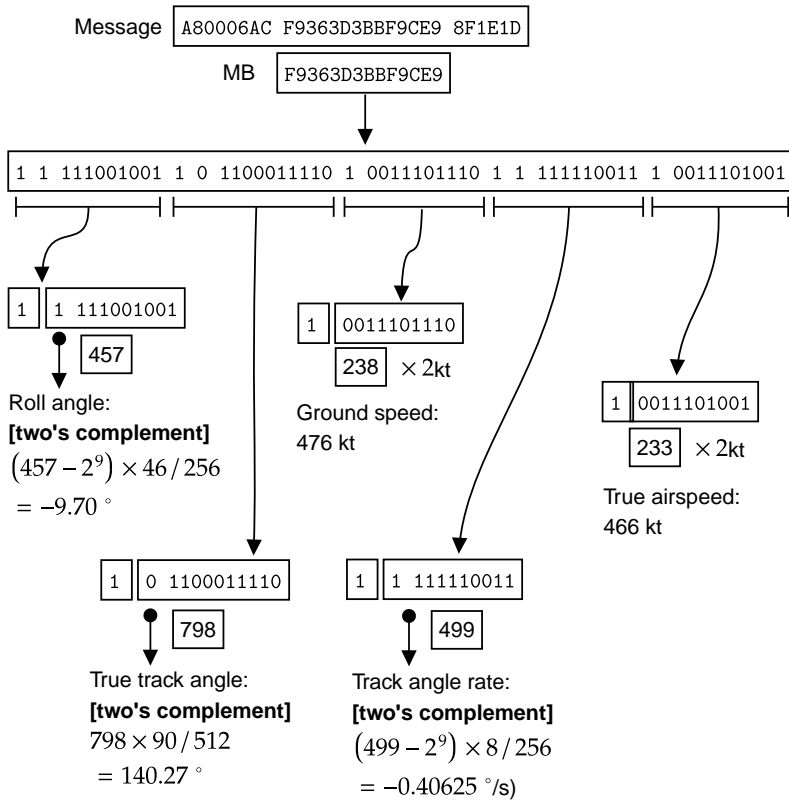 Message A80006AC F9363D3BBF9CE9 8F1E1D
MB F9363D3BBF9CE9
1 1 111001001 1 0 1100011110 1 0011101110 1 1 111110011 1 0011101001
1 1 111001001
457
Roll angle:
[two's complement]
(457 − 2⁹) × 46 / 256
= −9.70 °
1 0011101110
238 × 2kt
Ground speed:
476 kt
1 0011101001
233 × 2kt
True airspeed:
466 kt
1 0 1100011110
798
True track angle:
[two's complement]
798 × 90 / 512
= 140.27 °
1 1 111110011
499
Track angle rate:
[two's complement]
(499 − 2⁹) × 8 / 256
= −0.40625 °/s)